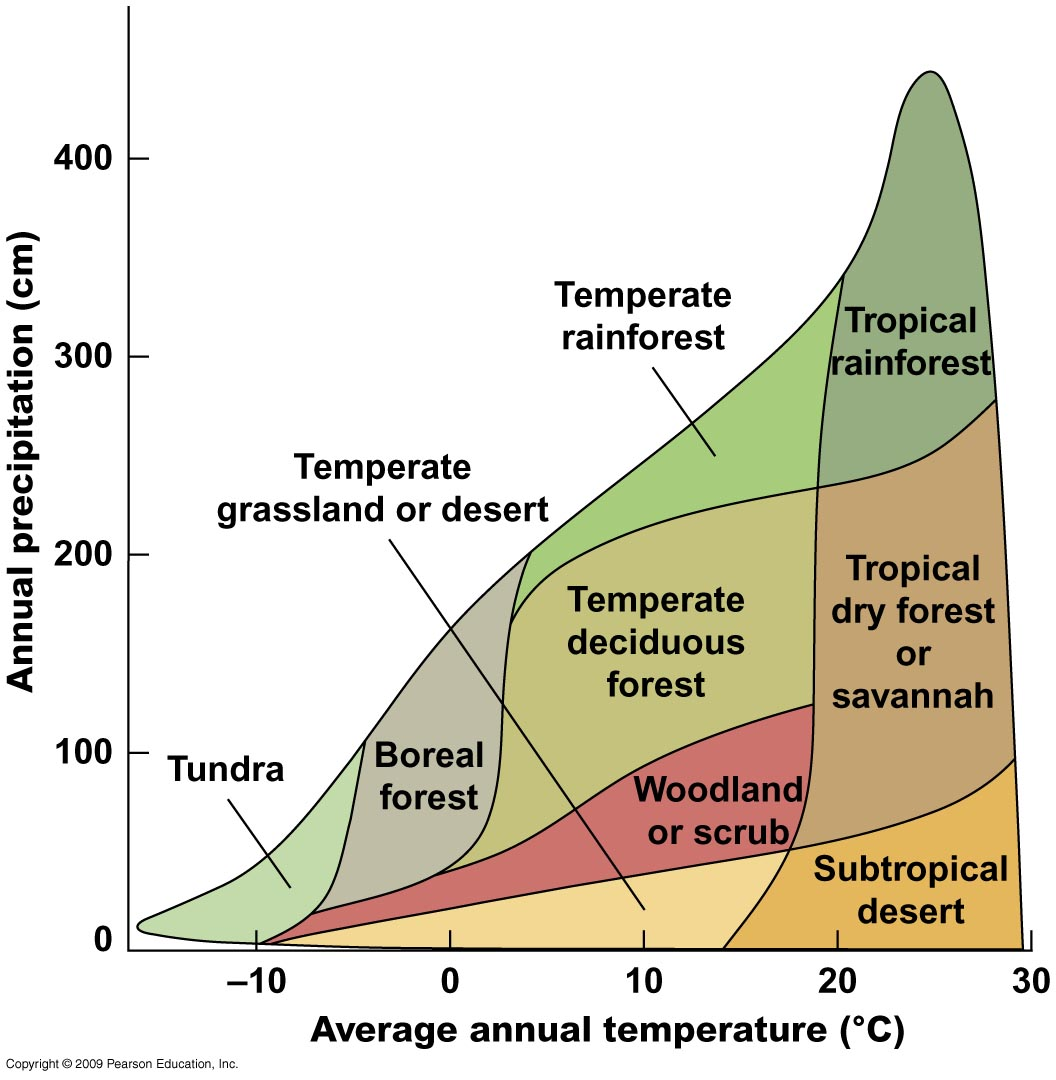 Annual precipitation (cm)
400
300
200
100
0
Temperate
rainforest
Tropical
rainforest
Temperate
grassland or desert
Temperate
deciduous
forest
Tropical
dry forest
or
savannah
Tundra
Boreal
forest
Woodland
or scrub
Subtropical
desert
–10
0
10
20
30
Average annual temperature (°C)
Copyright © 2009 Pearson Education, Inc.